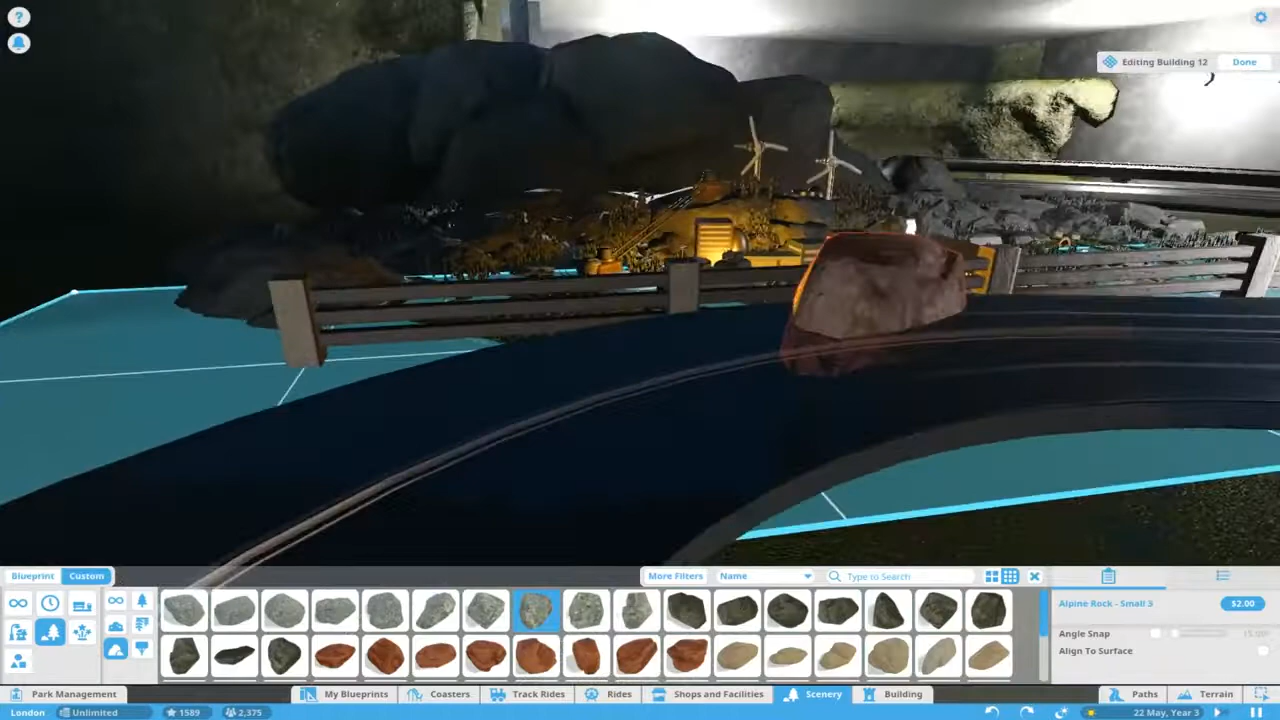 ?
Editing Building 12 Done
Blueprint Custom
More Filters Name Type to Search
Alpine Rock - Small 3 $2.00
Angle Snap 15.00°
Align To Surface
Park Management My Blueprints Coasters Track Rides Rides Shops and Facilities Scenery Building Paths Terrain
London Unlimited 1589 2,375 22 May, Year 3